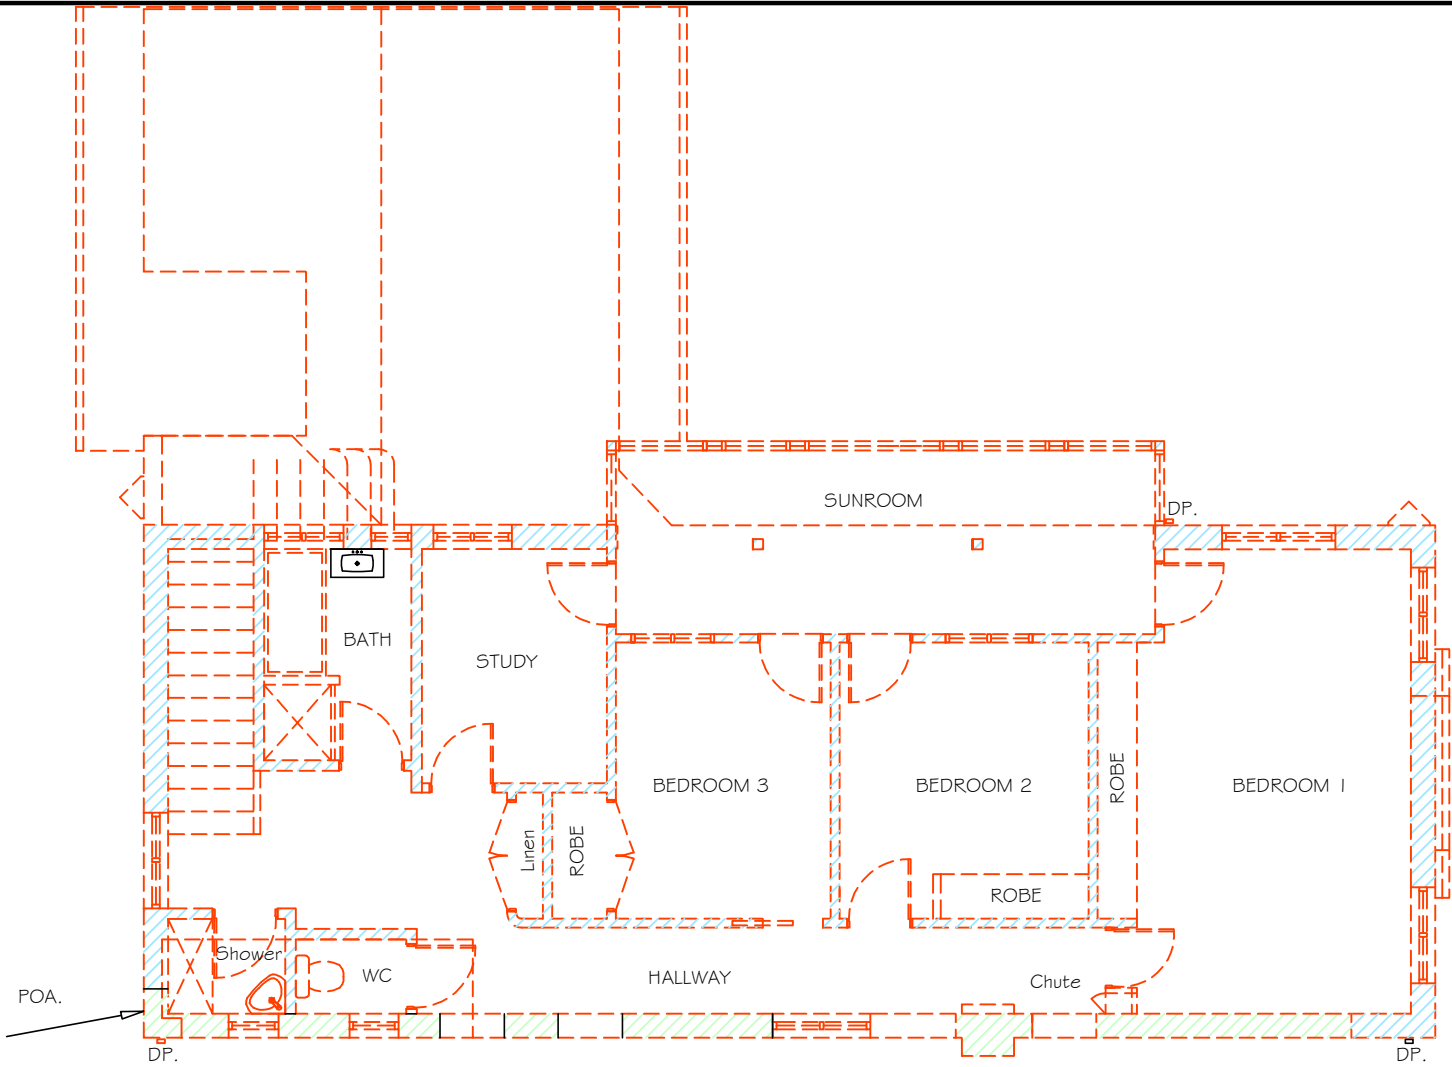 SUNROOM
DP.
BATH
STUDY
BEDROOM 3
BEDROOM 2
ROBE
BEDROOM 1
Linen
ROBE
ROBE
Shower
WC
HALLWAY
Chute
POA.
DP.
DP.